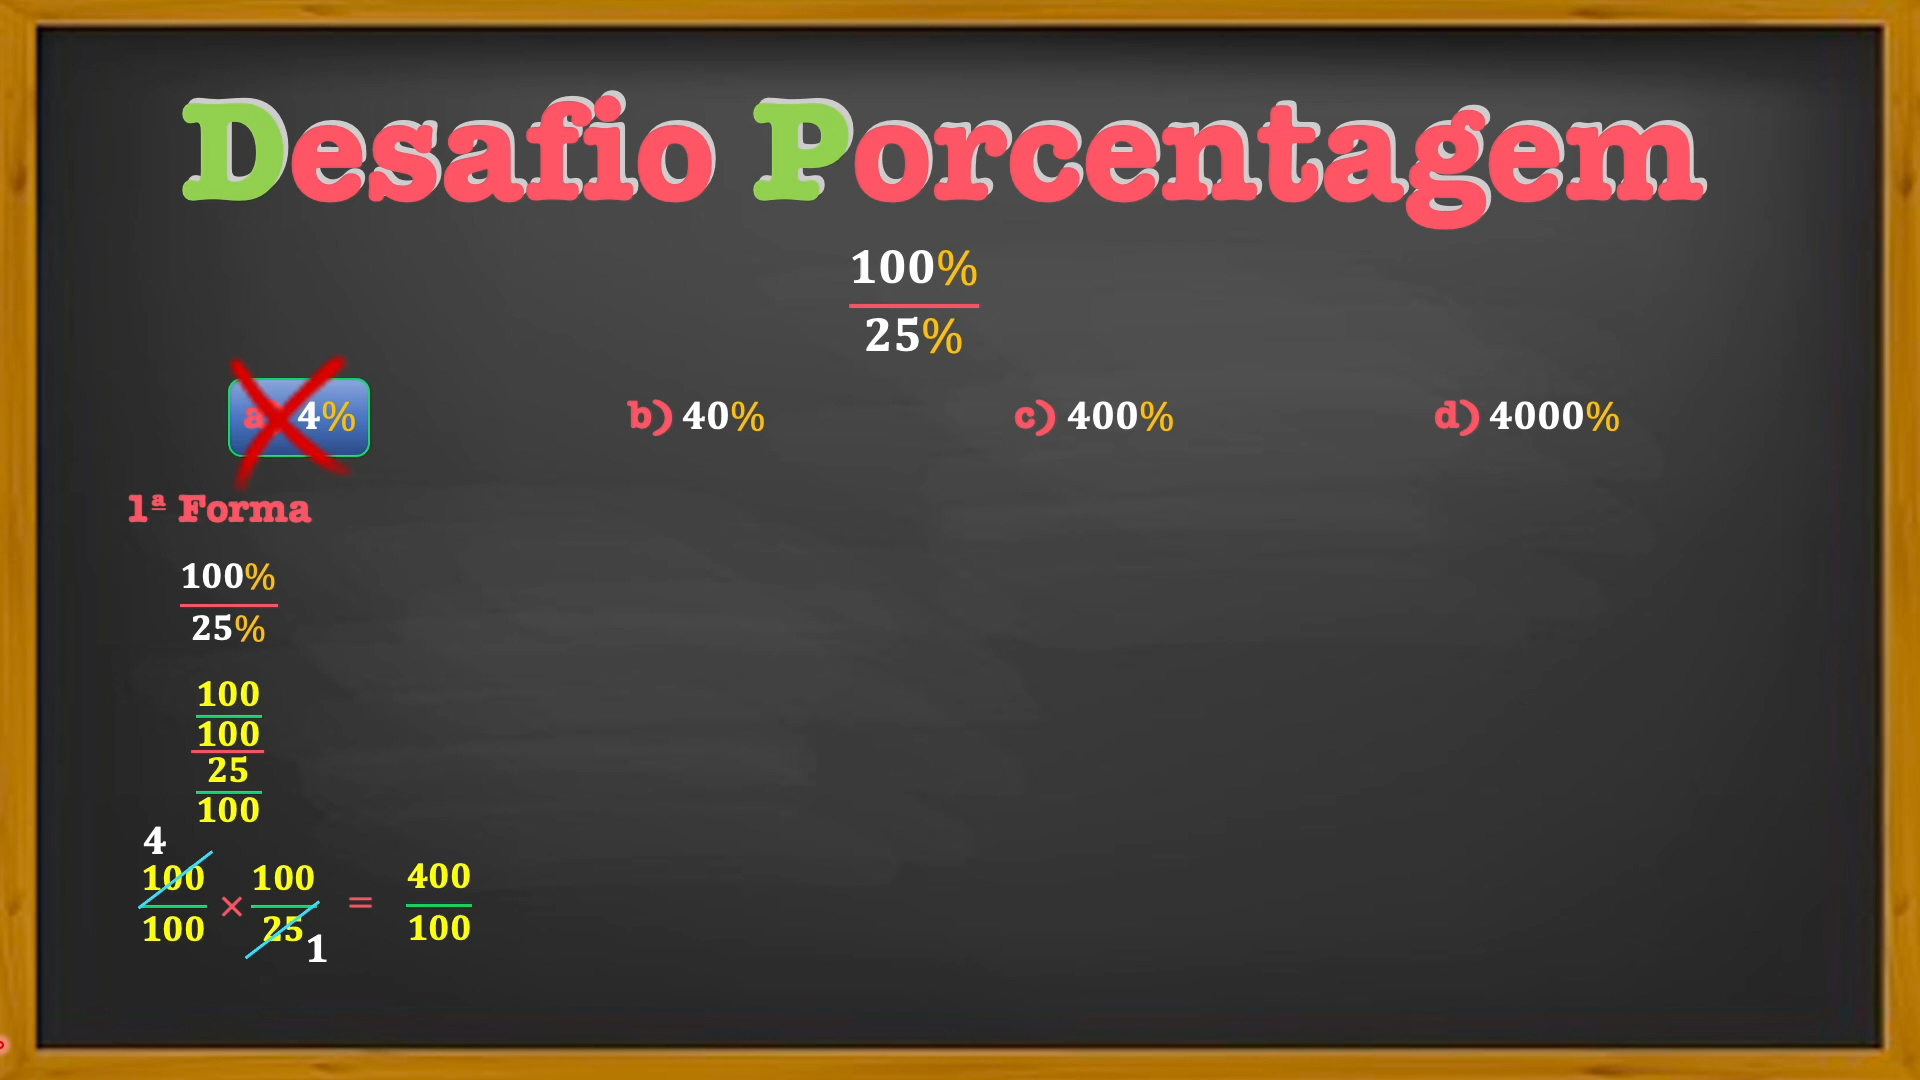 Desafio Porcentagem
100%
25%
a) 4% b) 40% c) 400% d) 4000%
1ª Forma
100%
25%
100
100
25
100
4
100 × 100 = 400
100 25 100
1